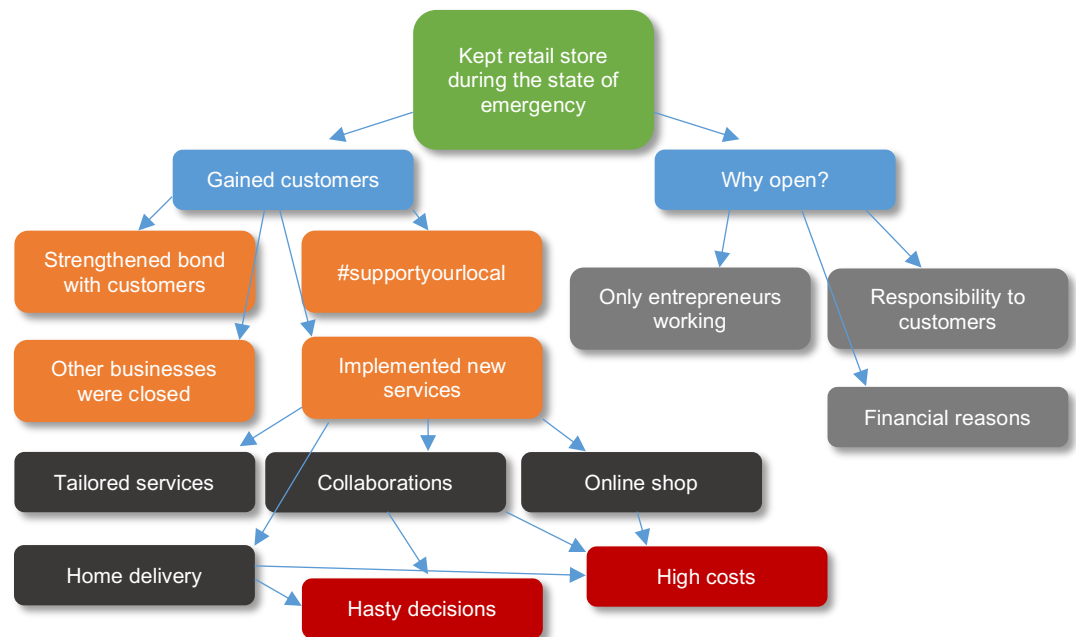 Kept retail store
during the state of
emergency
Gained customers
Why open?
Strengthened bond
with customers
#supportyourlocal
Only entrepreneurs
working
Responsibility to
customers
Other businesses
were closed
Implemented new
services
Financial reasons
Tailored services
Collaborations
Online shop
Home delivery
High costs
Hasty decisions